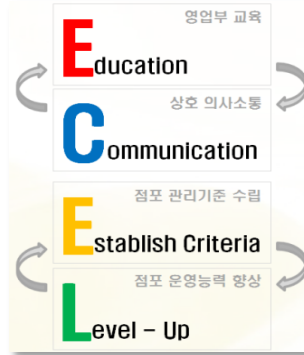 영업부 교육
Education
상호 의사소통
Communication
점포 관리기준 수립
Establish Criteria
점포 운영능력 향상
Level – Up